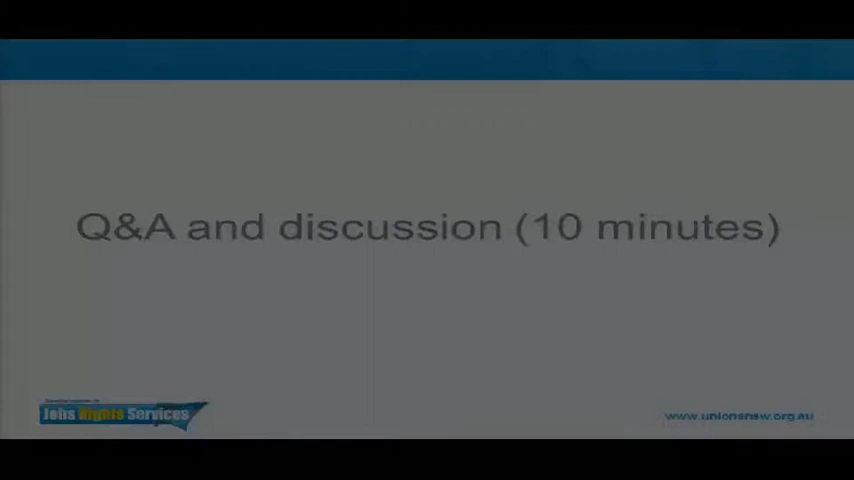 Q&A and discussion (10 minutes)
Jobs Rights Services
www.unionsnsw.org.au